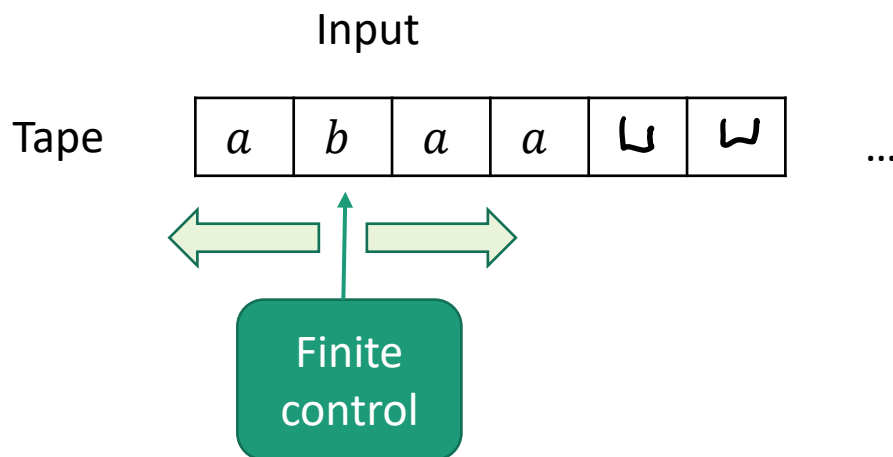 Input
Tape a b a a ⊔ ⊔ ...
Finite
control